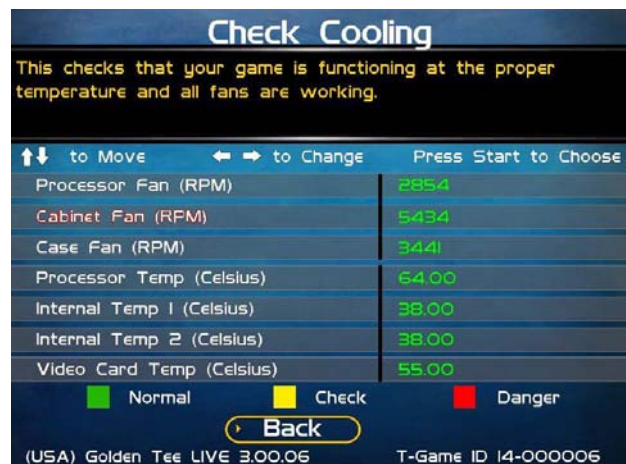 Check Cooling
This checks that your game is functioning at the proper
temperature and all fans are working.
to Move to Change Press Start to Choose
Processor Fan (RPM) 2854
Cabinet Fan (RPM) 5434
Case Fan (RPM) 3441
Processor Temp (Celsius) 64.00
Internal Temp 1 (Celsius) 38.00
Internal Temp 2 (Celsius) 38.00
Video Card Temp (Celsius) 55.00
Normal Check Danger
Back
(USA) Golden Tee LIVE 3.00.06 T-Game ID 14-000006